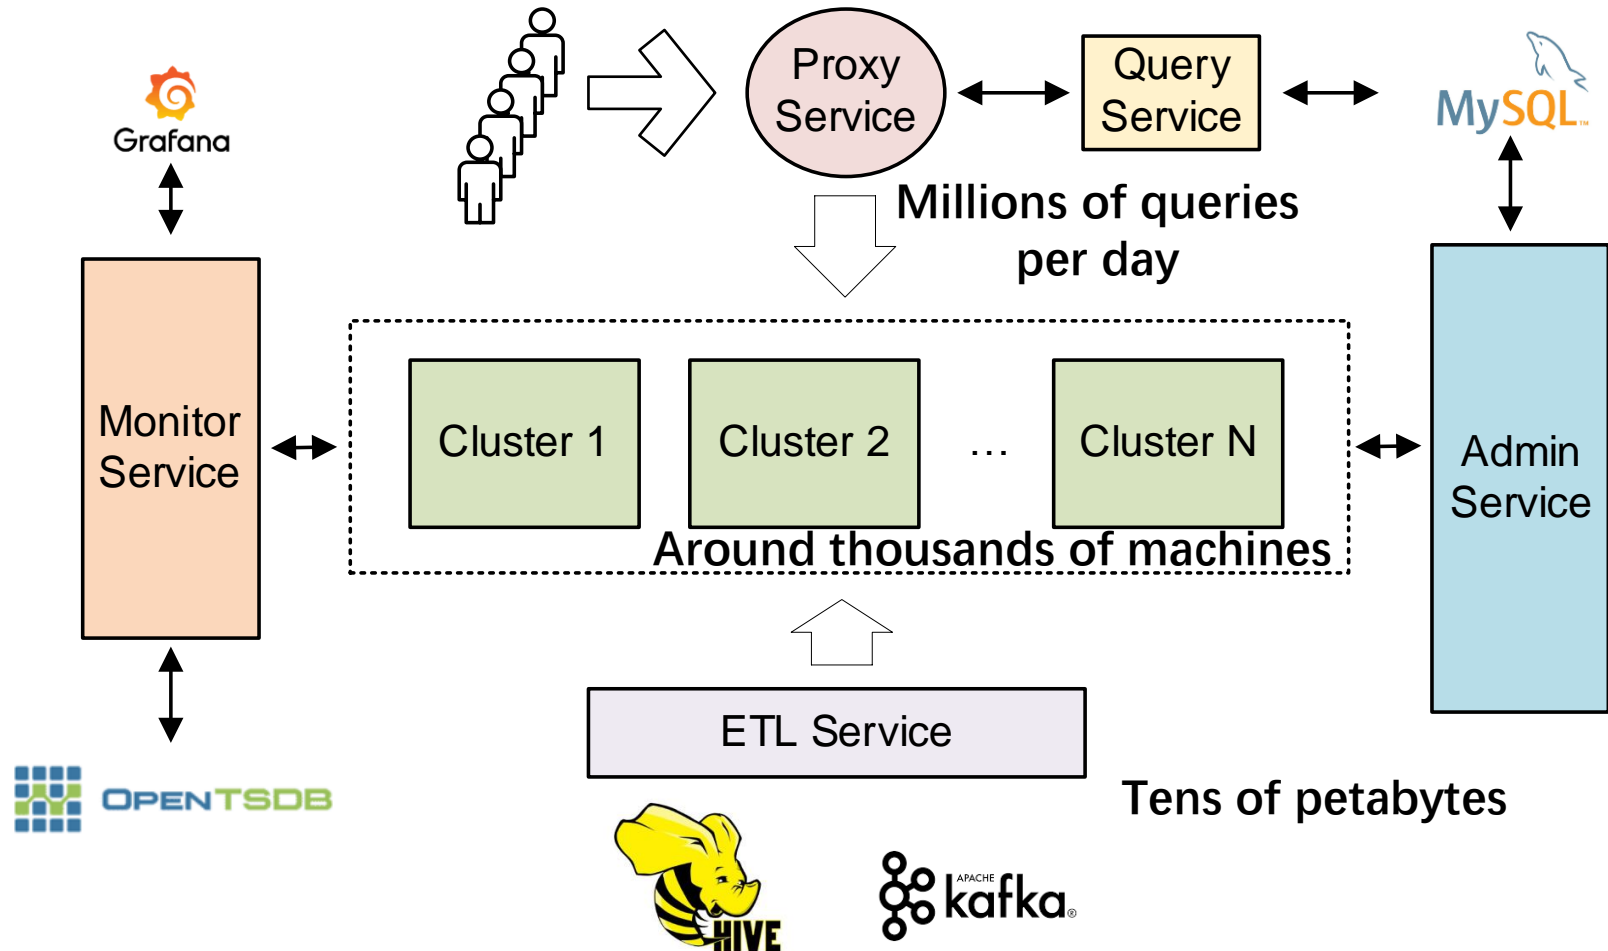 Grafana
Proxy
Service
Query
Service
MySQL™
Millions of queries
per day
Monitor
Service
Cluster 1
Cluster 2
...
Cluster N
Around thousands of machines
Admin
Service
ETL Service
OPENTSDB
Tens of petabytes
HIVE
APACHE
kafka®